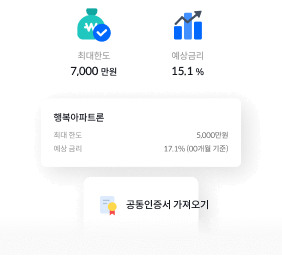 최대한도
예상금리
7,000 만원
15.1 %
행복아파트론
최대 한도
5,000만원
예상 금리
17.1% (00개월 기준)
공동인증서 가져오기